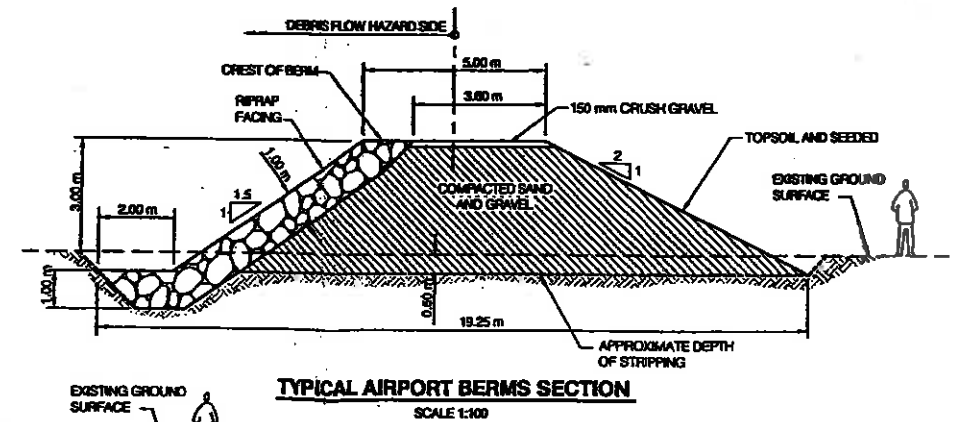 DEBRIS FLOW HAZARD SIDE
5.00 m
CREST OF BERM
3.60 m
RIPRAP
FACING
150 mm CRUSH GRAVEL
TOPSOIL AND SEEDED
1.00 m
2
1
EXISTING GROUND
SURFACE
3.00 m
COMPACTED SAND
AND GRAVEL
1.5
1
2.00 m
1.00 m
0.60 m
19.25 m
APPROXIMATE DEPTH
OF STRIPPING
TYPICAL AIRPORT BERMS SECTION
SCALE 1:100
EXISTING GROUND
SURFACE